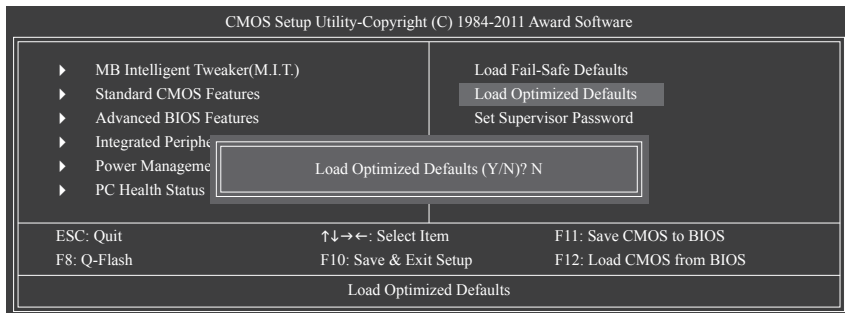 CMOS Setup Utility-Copyright (C) 1984-2011 Award Software
MB Intelligent Tweaker(M.I.T.)
Standard CMOS Features
Advanced BIOS Features
Integrated Periphe
Power Manageme
PC Health Status
Load Fail-Safe Defaults
Load Optimized Defaults
Set Supervisor Password
Load Optimized Defaults (Y/N)? N
ESC: Quit ↑↓→←: Select Item F11: Save CMOS to BIOS
F8: Q-Flash F10: Save & Exit Setup F12: Load CMOS from BIOS
Load Optimized Defaults